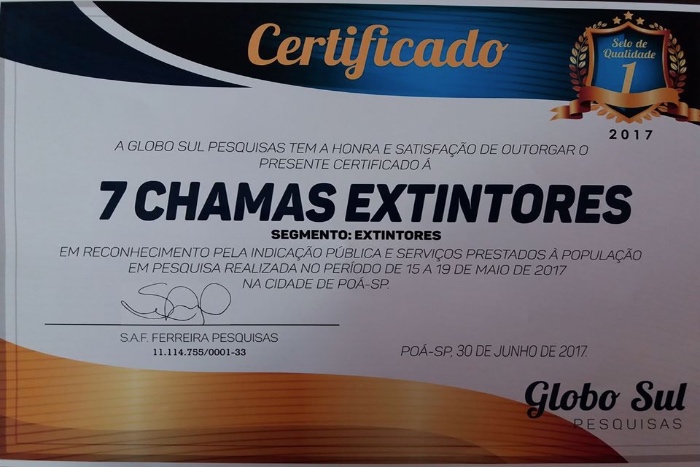 Certificado
Selo de
Qualidade
1
2017
A GLOBO SUL PESQUISAS TEM A HONRA E SATISFAÇÃO DE OUTORGAR O
PRESENTE CERTIFICADO Á
7 CHAMAS EXTINTORES
SEGMENTO: EXTINTORES
EM RECONHECIMENTO PELA INDICAÇÃO PÚBLICA E SERVIÇOS PRESTADOS À POPULAÇÃO
EM PESQUISA REALIZADA NO PERÍODO DE 15 A 19 DE MAIO DE 2017
NA CIDADE DE POÁ-SP.
S.A.F. FERREIRA PESQUISAS
11.114.755/0001-33
POÁ-SP, 30 DE JUNHO DE 2017.
Globo Sul
PESQUISAS